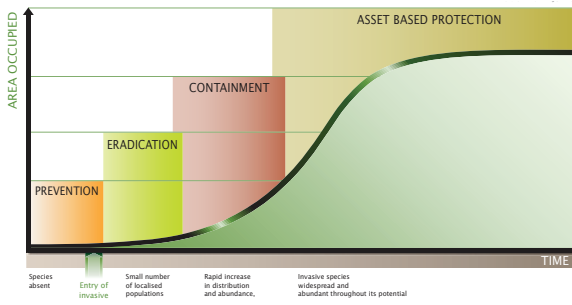 ASSET BASED PROTECTION
AREA OCCUPIED
CONTAINMENT
ERADICATION
PREVENTION
TIME
Species
absent
Entry of
invasive
Small number
of localised
populations
Rapid increase
in distribution
and abundance,
Invasive species
widespread and
abundant throughout its potential